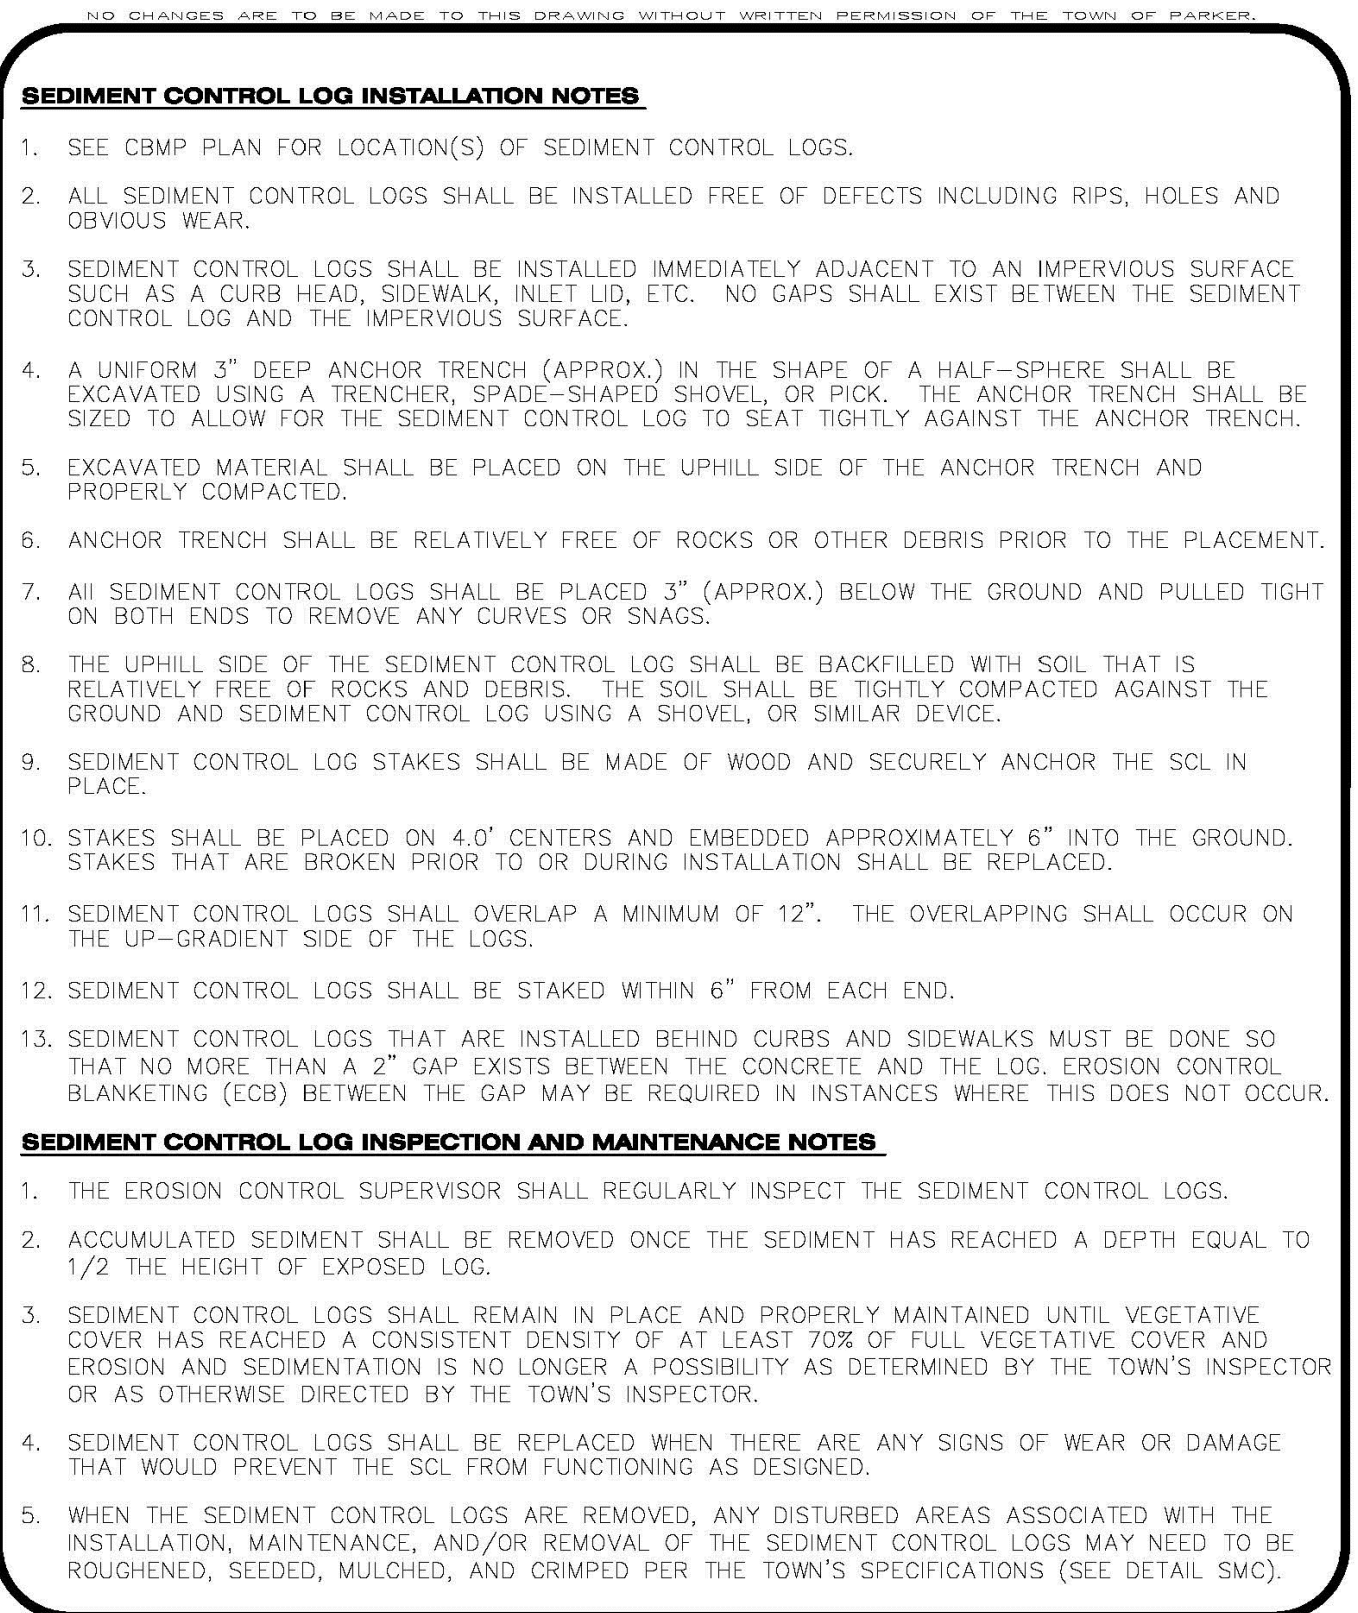 NO CHANGES ARE TO BE MADE TO THIS DRAWING WITHOUT WRITTEN PERMISSION OF THE TOWN OF PARKER.
SEDIMENT CONTROL LOG INSTALLATION NOTES
1. SEE CBMP PLAN FOR LOCATION(S) OF SEDIMENT CONTROL LOGS.
2. ALL SEDIMENT CONTROL LOGS SHALL BE INSTALLED FREE OF DEFECTS INCLUDING RIPS, HOLES AND
OBVIOUS WEAR.
3. SEDIMENT CONTROL LOGS SHALL BE INSTALLED IMMEDIATELY ADJACENT TO AN IMPERVIOUS SURFACE
SUCH AS A CURB HEAD, SIDEWALK, INLET LID, ETC. NO GAPS SHALL EXIST BETWEEN THE SEDIMENT
CONTROL LOG AND THE IMPERVIOUS SURFACE.
4. A UNIFORM 3" DEEP ANCHOR TRENCH (APPROX.) IN THE SHAPE OF A HALF-SPHERE SHALL BE
EXCAVATED USING A TRENCHER, SPADE-SHAPED SHOVEL, OR PICK. THE ANCHOR TRENCH SHALL BE
SIZED TO ALLOW FOR THE SEDIMENT CONTROL LOG TO SEAT TIGHTLY AGAINST THE ANCHOR TRENCH.
5. EXCAVATED MATERIAL SHALL BE PLACED ON THE UPHILL SIDE OF THE ANCHOR TRENCH AND
PROPERLY COMPACTED.
6. ANCHOR TRENCH SHALL BE RELATIVELY FREE OF ROCKS OR OTHER DEBRIS PRIOR TO THE PLACEMENT.
7. All SEDIMENT CONTROL LOGS SHALL BE PLACED 3" (APPROX.) BELOW THE GROUND AND PULLED TIGHT
ON BOTH ENDS TO REMOVE ANY CURVES OR SNAGS.
8. THE UPHILL SIDE OF THE SEDIMENT CONTROL LOG SHALL BE BACKFILLED WITH SOIL THAT IS
RELATIVELY FREE OF ROCKS AND DEBRIS. THE SOIL SHALL BE TIGHTLY COMPACTED AGAINST THE
GROUND AND SEDIMENT CONTROL LOG USING A SHOVEL, OR SIMILAR DEVICE.
9. SEDIMENT CONTROL LOG STAKES SHALL BE MADE OF WOOD AND SECURELY ANCHOR THE SCL IN
PLACE.
10. STAKES SHALL BE PLACED ON 4.0' CENTERS AND EMBEDDED APPROXIMATELY 6" INTO THE GROUND.
STAKES THAT ARE BROKEN PRIOR TO OR DURING INSTALLATION SHALL BE REPLACED.
11. SEDIMENT CONTROL LOGS SHALL OVERLAP A MINIMUM OF 12". THE OVERLAPPING SHALL OCCUR ON
THE UP-GRADIENT SIDE OF THE LOGS.
12. SEDIMENT CONTROL LOGS SHALL BE STAKED WITHIN 6" FROM EACH END.
13. SEDIMENT CONTROL LOGS THAT ARE INSTALLED BEHIND CURBS AND SIDEWALKS MUST BE DONE SO
THAT NO MORE THAN A 2" GAP EXISTS BETWEEN THE CONCRETE AND THE LOG. EROSION CONTROL
BLANKETING (ECB) BETWEEN THE GAP MAY BE REQUIRED IN INSTANCES WHERE THIS DOES NOT OCCUR.
SEDIMENT CONTROL LOG INSPECTION AND MAINTENANCE NOTES
1. THE EROSION CONTROL SUPERVISOR SHALL REGULARLY INSPECT THE SEDIMENT CONTROL LOGS.
2. ACCUMULATED SEDIMENT SHALL BE REMOVED ONCE THE SEDIMENT HAS REACHED A DEPTH EQUAL TO
1/2 THE HEIGHT OF EXPOSED LOG.
3. SEDIMENT CONTROL LOGS SHALL REMAIN IN PLACE AND PROPERLY MAINTAINED UNTIL VEGETATIVE
COVER HAS REACHED A CONSISTENT DENSITY OF AT LEAST 70% OF FULL VEGETATIVE COVER AND
EROSION AND SEDIMENTATION IS NO LONGER A POSSIBILITY AS DETERMINED BY THE TOWN'S INSPECTOR
OR AS OTHERWISE DIRECTED BY THE TOWN'S INSPECTOR.
4. SEDIMENT CONTROL LOGS SHALL BE REPLACED WHEN THERE ARE ANY SIGNS OF WEAR OR DAMAGE
THAT WOULD PREVENT THE SCL FROM FUNCTIONING AS DESIGNED.
5. WHEN THE SEDIMENT CONTROL LOGS ARE REMOVED, ANY DISTURBED AREAS ASSOCIATED WITH THE
INSTALLATION, MAINTENANCE, AND/OR REMOVAL OF THE SEDIMENT CONTROL LOGS MAY NEED TO BE
ROUGHENED, SEEDED, MULCHED, AND CRIMPED PER THE TOWN'S SPECIFICATIONS (SEE DETAIL SMC).